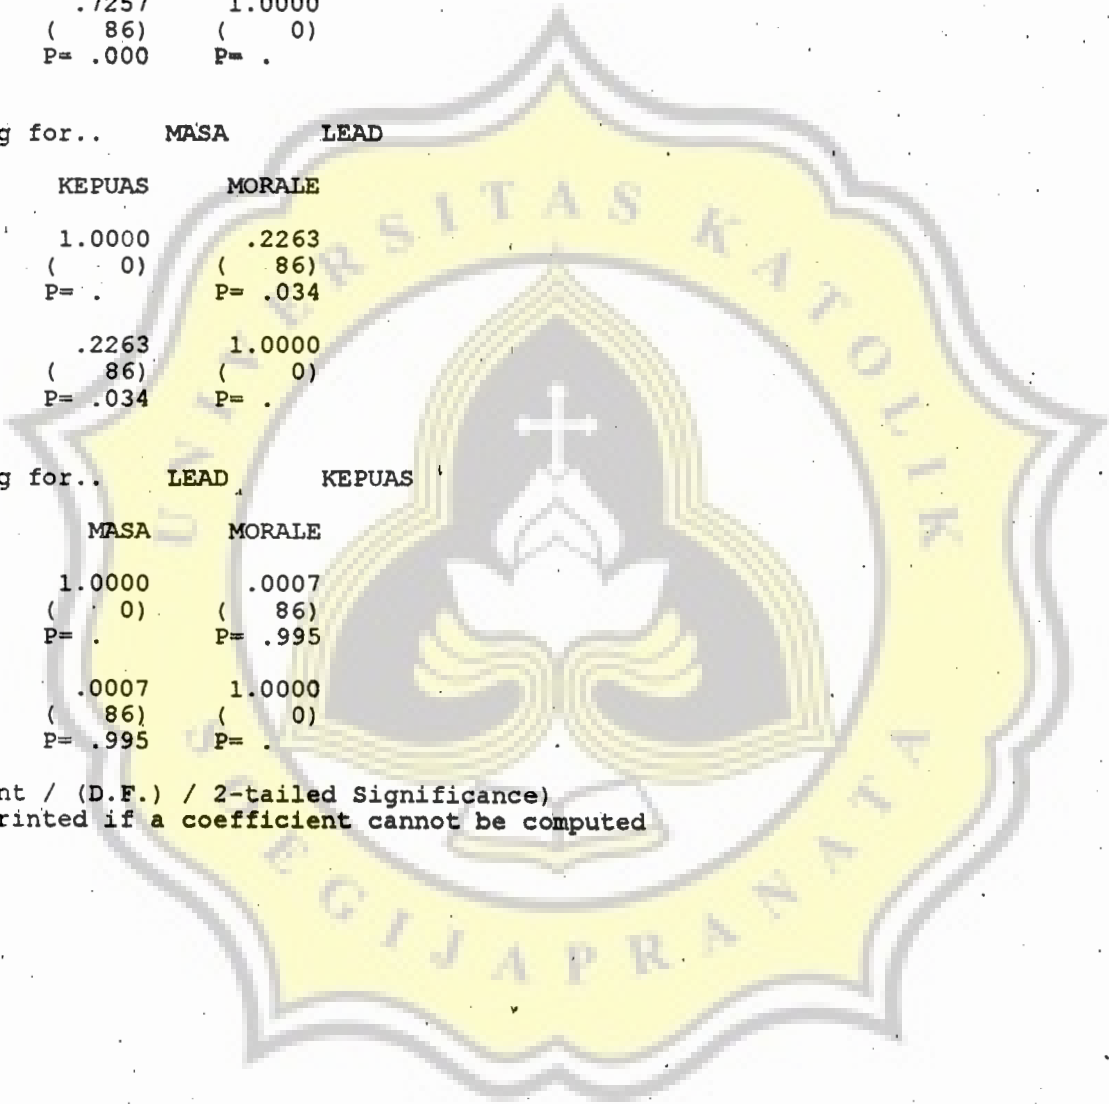 .7257 1.0000
( 86) ( 0)
P= .000 P= .
g for.. MASA LEAD
KEPUAS MORALE
1.0000 .2263
( 0) ( 86)
P= . P= .034
.2263 1.0000
( 86) ( 0)
P= .034 P= .
g for.. LEAD KEPUAS
MASA MORALE
1.0000 .0007
( 0) ( 86)
P= . P= .995
.0007 1.0000
( 86) ( 0)
P= .995 P= .
nt / (D.F.) / 2-tailed Significance)
rinted if a coefficient cannot be computed
UNIVERSITAS KATOLIK
SOEGIJAPRANATA